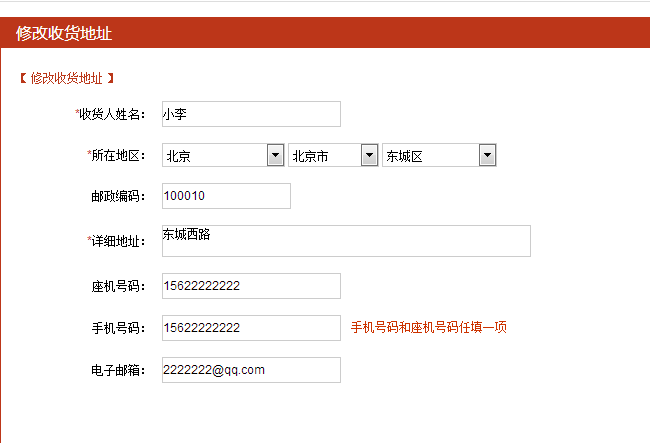 修改收货地址
【 修改收货地址 】
*收货人姓名： 小李
*所在地区： 北京 北京市 东城区
邮政编码： 100010
*详细地址： 东城西路
座机号码： 15622222222
手机号码： 15622222222 手机号码和座机号码任填一项
电子邮箱： 2222222@qq.com